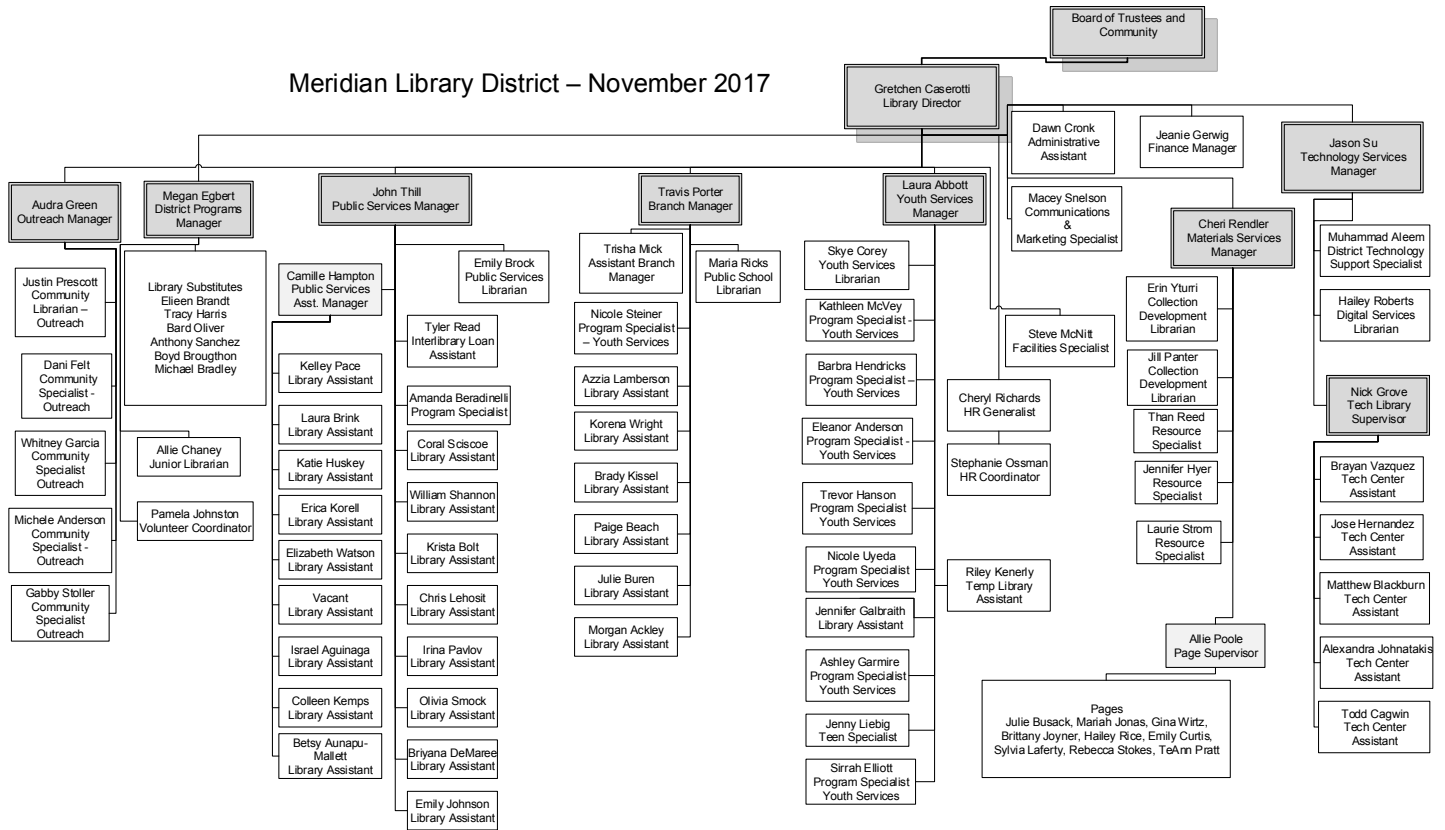 Board of Trustees and
Community
Meridian Library District – November 2017
Gretchen Caserotti
Library Director
Dawn Cronk
Administrative
Assistant
Jeanie Gerwig
Finance Manager
Jason Su
Technology Services
Manager
Audra Green
Outreach Manager
Megan Egbert
District Programs
Manager
John Thill
Public Services Manager
Travis Porter
Branch Manager
Laura Abbott
Youth Services
Manager
Macey Snelson
Communications
&
Marketing Specialist
Cheri Rendler
Materials Services
Manager
Justin Prescott
Community
Librarian –
Outreach
Dani Felt
Community
Specialist -
Outreach
Whitney Garcia
Community
Specialist
Outreach
Michele Anderson
Community
Specialist -
Outreach
Gabby Stoller
Community
Specialist
Outreach
Library Substitutes
Elieen Brandt
Tracy Harris
Bard Oliver
Anthony Sanchez
Boyd Brougthon
Michael Bradley
Allie Chaney
Junior Librarian
Pamela Johnston
Volunteer Coordinator
Camille Hampton
Public Services
Asst. Manager
Kelley Pace
Library Assistant
Laura Brink
Library Assistant
Katie Huskey
Library Assistant
Erica Korell
Library Assistant
Elizabeth Watson
Library Assistant
Vacant
Library Assistant
Israel Aguinaga
Library Assistant
Colleen Kemps
Library Assistant
Betsy Aunapu-
Mallett
Library Assistant
Emily Brock
Public Services
Librarian
Tyler Read
Interlibrary Loan
Assistant
Amanda Beradinelli
Program Specialist
Coral Sciscoe
Library Assistant
William Shannon
Library Assistant
Krista Bolt
Library Assistant
Chris Lehosit
Library Assistant
Irina Pavlov
Library Assistant
Olivia Smock
Library Assistant
Briyana DeMaree
Library Assistant
Emily Johnson
Library Assistant
Trisha Mick
Assistant Branch
Manager
Maria Ricks
Public School
Librarian
Nicole Steiner
Program Specialist
– Youth Services
Azzia Lamberson
Library Assistant
Korena Wright
Library Assistant
Brady Kissel
Library Assistant
Paige Beach
Library Assistant
Julie Buren
Library Assistant
Morgan Ackley
Library Assistant
Skye Corey
Youth Services
Librarian
Kathleen McVey
Program Specialist -
Youth Services
Barbra Hendricks
Program Specialist –
Youth Services
Eleanor Anderson
Program Specialist -
Youth Services
Trevor Hanson
Program Specialist
Youth Services
Nicole Uyeda
Program Specialist
Youth Services
Jennifer Galbraith
Library Assistant
Ashley Garmire
Program Specialist
Youth Services
Jenny Liebig
Teen Specialist
Sirrah Elliott
Program Specialist
Youth Services
Riley Kenerly
Temp Library
Assistant
Steve McNitt
Facilities Specialist
Cheryl Richards
HR Generalist
Stephanie Ossman
HR Coordinator
Erin Yturri
Collection
Development
Librarian
Jill Panter
Collection
Development
Librarian
Than Reed
Resource
Specialist
Jennifer Hyer
Resource
Specialist
Laurie Strom
Resource
Specialist
Allie Poole
Page Supervisor
Pages
Julie Busack, Mariah Jonas, Gina Wirtz,
Brittany Joyner, Hailey Rice, Emily Curtis,
Sylvia Laferty, Rebecca Stokes, TeAnn Pratt
Muhammad Aleem
District Technology
Support Specialist
Hailey Roberts
Digital Services
Librarian
Nick Grove
Tech Library
Supervisor
Brayan Vazquez
Tech Center
Assistant
Jose Hernandez
Tech Center
Assistant
Matthew Blackburn
Tech Center
Assistant
Alexandra Johnatakis
Tech Center
Assistant
Todd Cagwin
Tech Center
Assistant